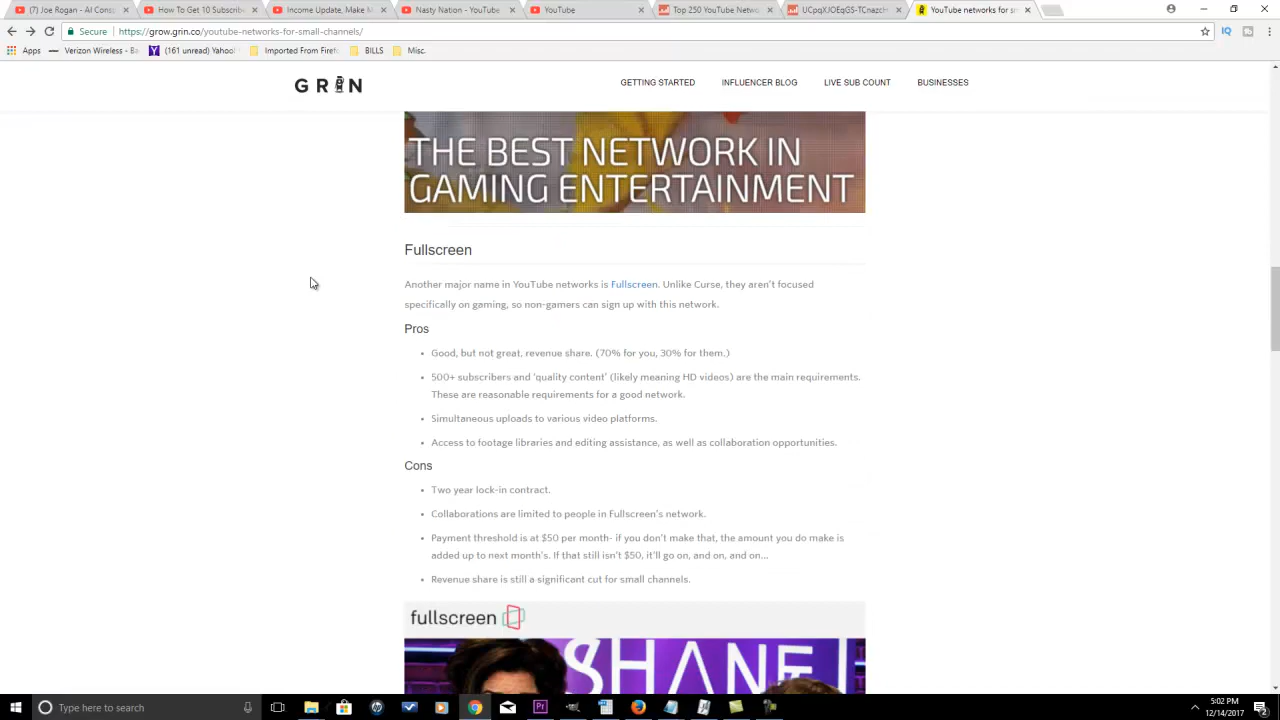 (7) Joe Rogan - AI Consc
How To Get 10 Subscribe
Income Update, Make M
Nasty Nation - YouTube
YouTube
Top 250 YouTube Netwo
UCpqXJOEqGS-TCnazcH
YouTube networks for sm
Secure
https://grow.grin.co/youtube-networks-for-small-channels/
IQ
Apps
Verizon Wireless - Ba
(161 unread) Yahoo!
Imported From Firef
BILLS
Misc.
GRIN
GETTING STARTED
INFLUENCER BLOG
LIVE SUB COUNT
BUSINESSES
THE BEST NETWORK IN
GAMING ENTERTAINMENT
Fullscreen
Another major name in YouTube networks is Fullscreen. Unlike Curse, they aren't focused
specifically on gaming, so non-gamers can sign up with this network.
Pros
• Good, but not great, revenue share. (70% for you, 30% for them.)
• 500+ subscribers and 'quality content' (likely meaning HD videos) are the main requirements.
These are reasonable requirements for a good network.
• Simultaneous uploads to various video platforms.
• Access to footage libraries and editing assistance, as well as collaboration opportunities.
Cons
• Two year lock-in contract.
• Collaborations are limited to people in Fullscreen's network.
• Payment threshold is at $50 per month- if you don't make that, the amount you do make is
added up to next month's. If that still isn't $50, it'll go on, and on, and on...
• Revenue share is still a significant cut for small channels.
fullscreen
SHANE
Type here to search
Pr
5:02 PM
12/14/2017
2